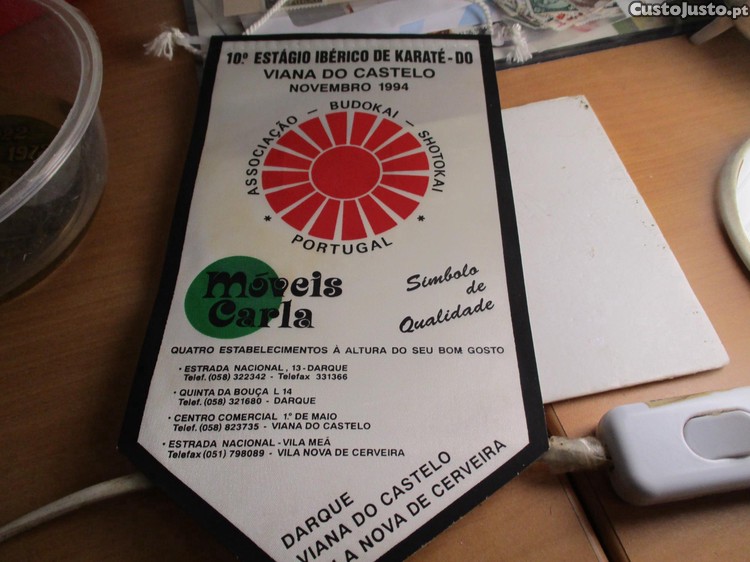 CustoJusto.pt
10º ESTÁGIO IBÉRICO DE KARATÉ-DO
VIANA DO CASTELO
NOVEMBRO 1994
ASSOCIAÇÃO - BUDOKAI - SHOTOKAI
* PORTUGAL *
Móveis
Carla
Símbolo
de
Qualidade
QUATRO ESTABELECIMENTOS À ALTURA DO SEU BOM GOSTO
• ESTRADA NACIONAL, 13-DARQUE
Telef. (058) 322342 - Telefax 331366
• QUINTA DA BOUÇA L 14
Telef. (058) 321680 - DARQUE
• CENTRO COMERCIAL 1.º DE MAIO
Telef. (058) 823735 - VIANA DO CASTELO
• ESTRADA NACIONAL-VILA MEÃ
Telefax (051) 798089 - VILA NOVA DE CERVEIRA
DARQUE
VIANA DO CASTELO
LA NOVA DE CERVEIRA